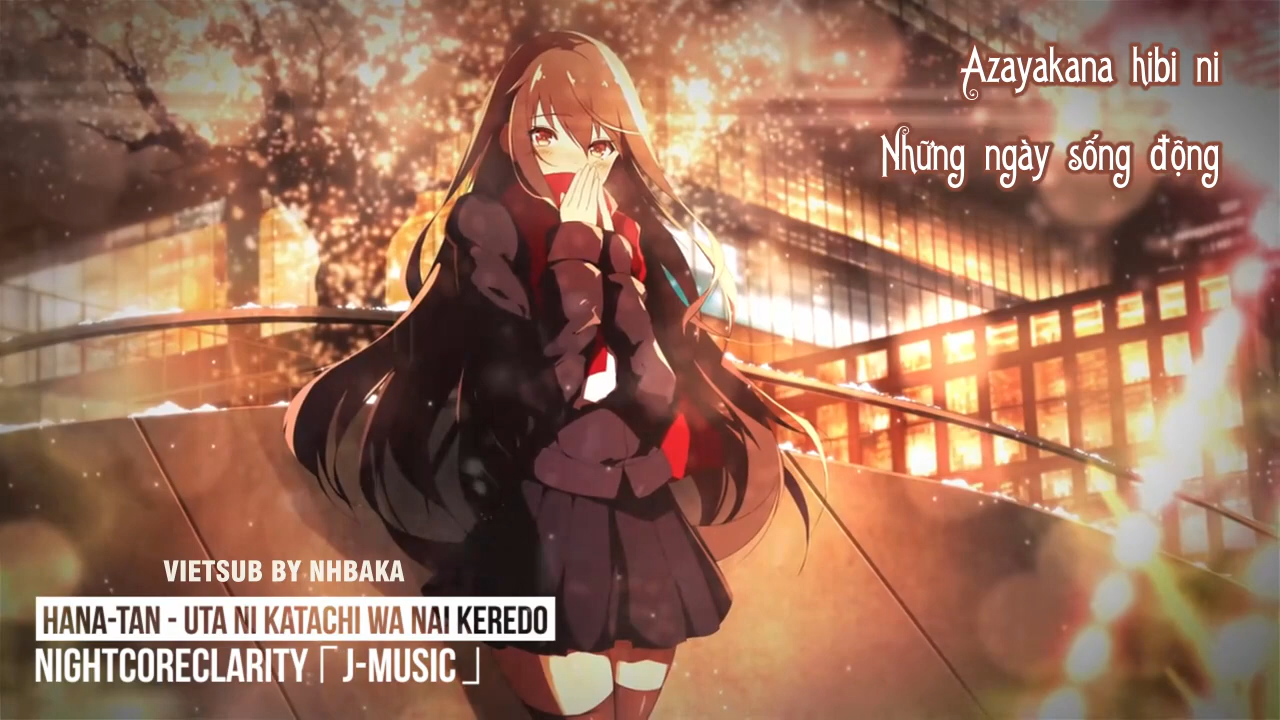 Azayakana hibi ni
Những ngày sống động
VIETSUB BY NHBAKA
HANA-TAN - UTA NI KATACHI WA NAI KEREDO
NIGHTCORECLARITY「J-MUSIC」